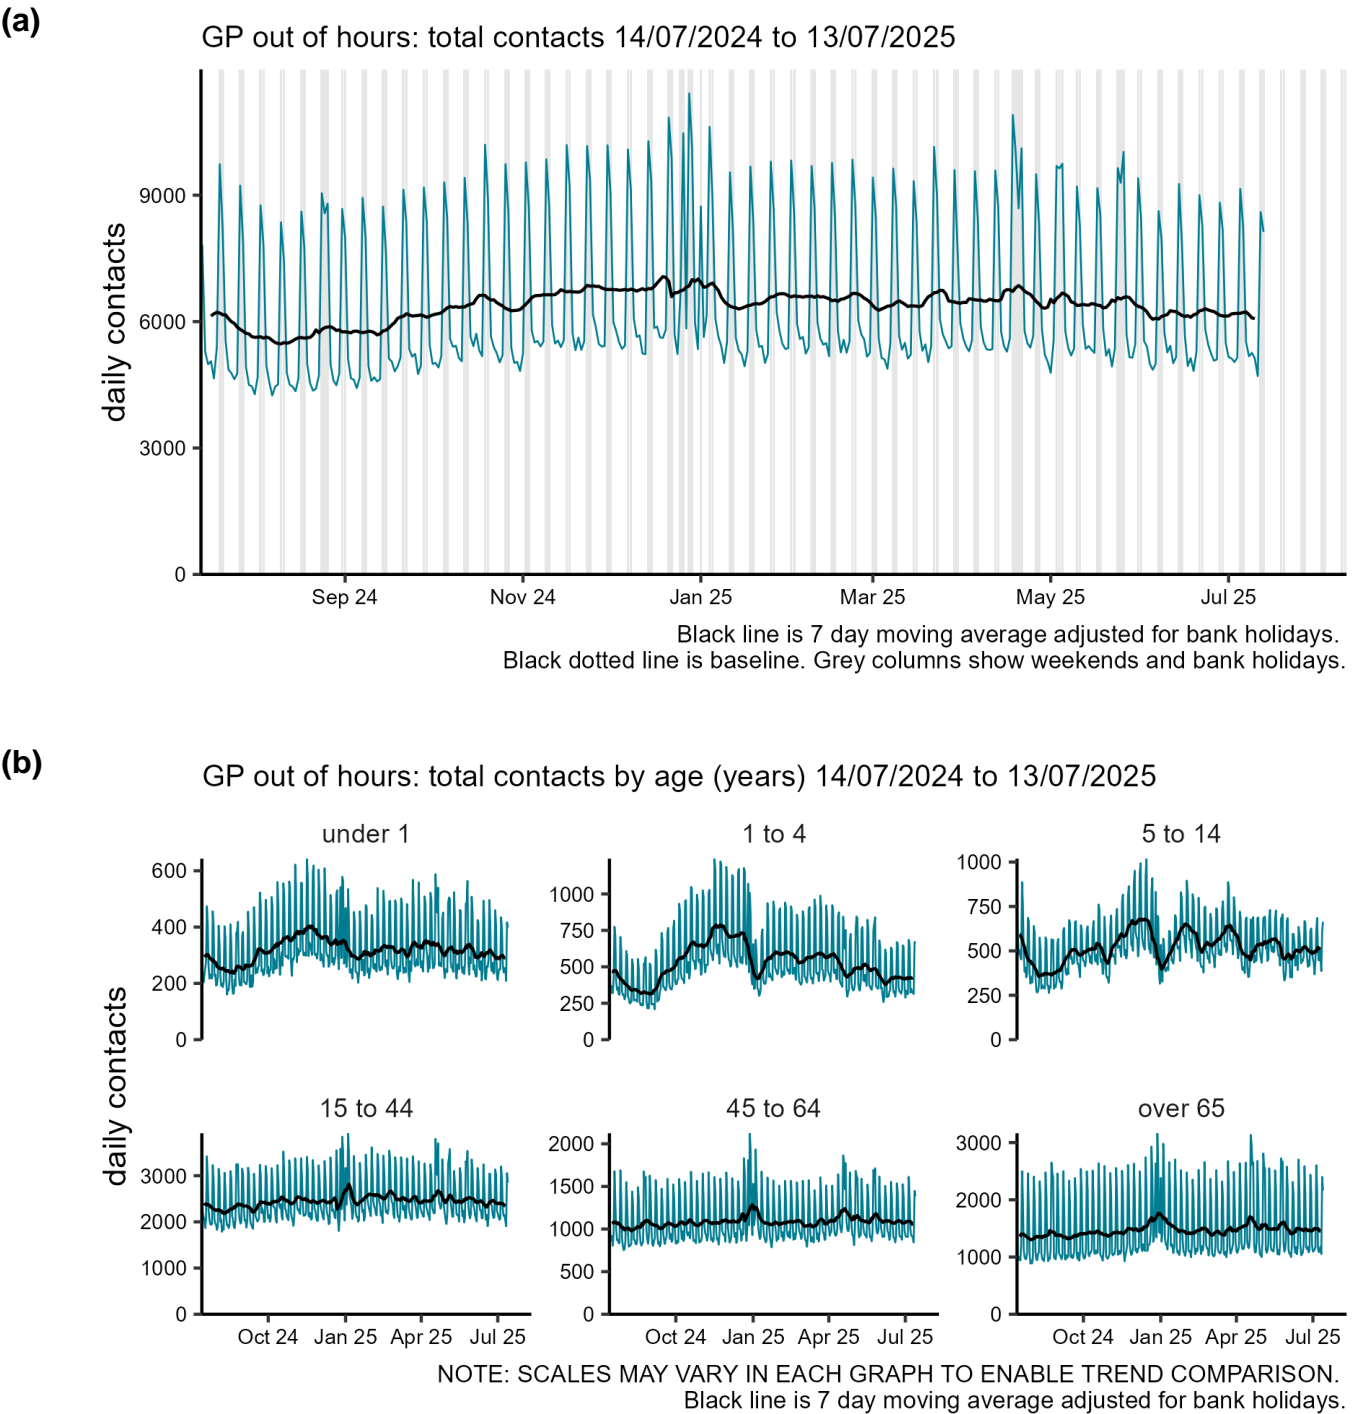 (a)
GP out of hours: total contacts 14/07/2024 to 13/07/2025
daily contacts
9000
6000
3000
0
Sep 24 Nov 24 Jan 25 Mar 25 May 25 Jul 25
Black line is 7 day moving average adjusted for bank holidays.
Black dotted line is baseline. Grey columns show weekends and bank holidays.
(b)
GP out of hours: total contacts by age (years) 14/07/2024 to 13/07/2025
daily contacts
under 1
600
400
200
0
1 to 4
1000
750
500
250
0
5 to 14
1000
750
500
250
0
15 to 44
3000
2000
1000
0
Oct 24 Jan 25 Apr 25 Jul 25
45 to 64
2000
1500
1000
500
0
Oct 24 Jan 25 Apr 25 Jul 25
over 65
3000
2000
1000
0
Oct 24 Jan 25 Apr 25 Jul 25
NOTE: SCALES MAY VARY IN EACH GRAPH TO ENABLE TREND COMPARISON.
Black line is 7 day moving average adjusted for bank holidays.